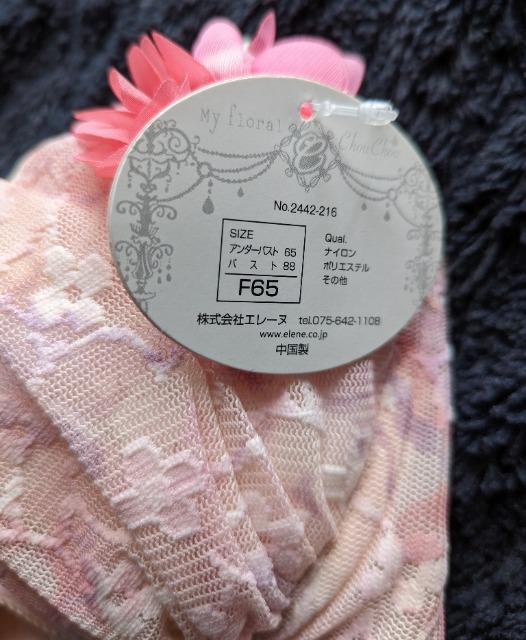 My floral
ChouChou
No.2442-216
SIZE
アンダーバスト 65
バスト 88
F65
Qual.
ナイロン
ポリエステル
その他
株式会社エレーヌ tel.075-642-1108
www.elene.co.jp
中国製